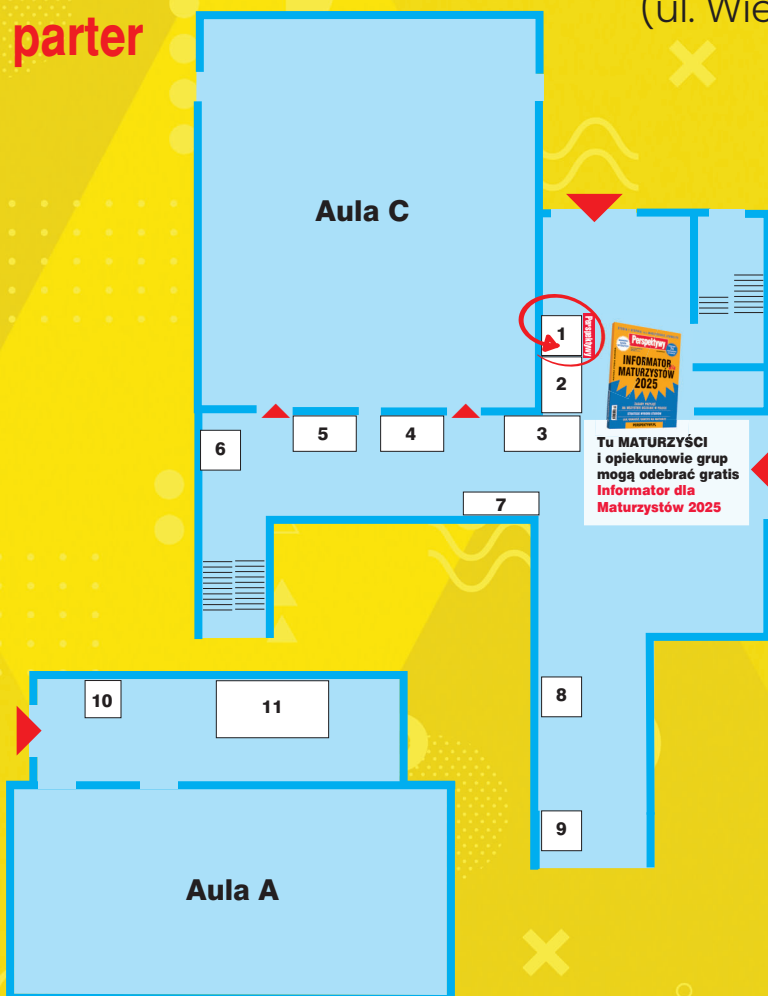 parter
(ul. Wie
Aula C
1
Perspektywy
2
Perspektywy
INFORMATOR
MATURZYSTÓW
2025
3
4
5
6
7
Tu MATURZYŚCI
i opiekunowie grup
mogą odebrać gratis
Informator dla
Maturzystów 2025
8
9
10
11
Aula A